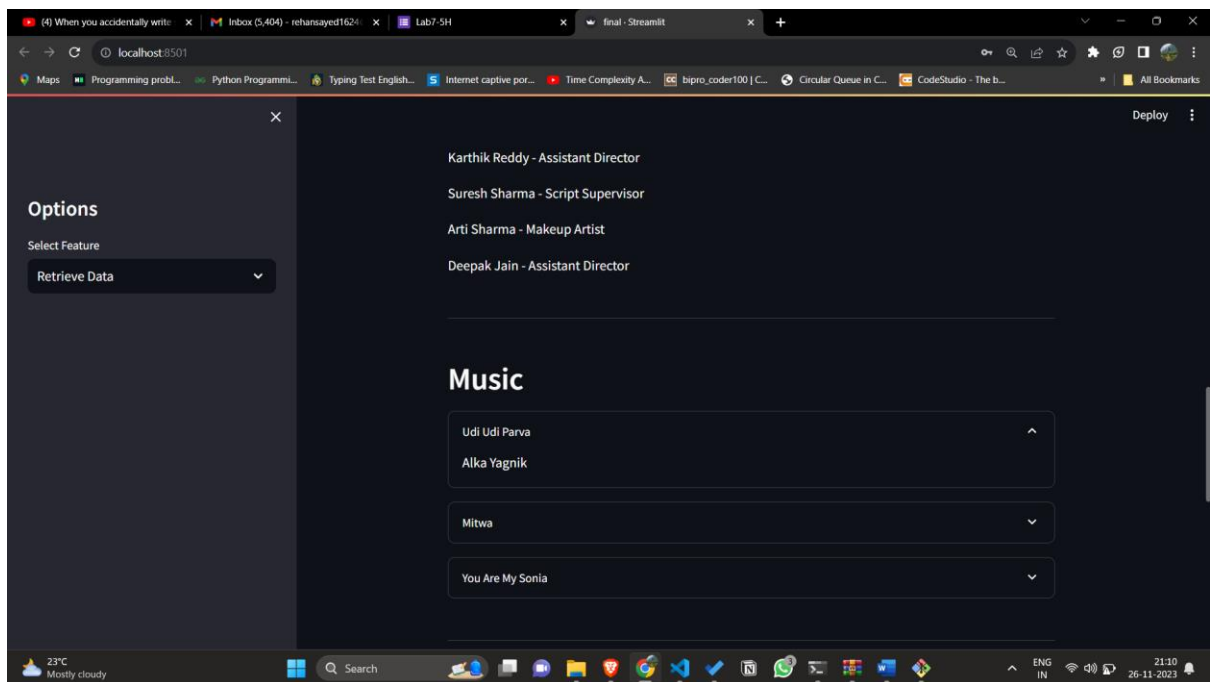 (4) When you accidentally write
Inbox (5,404) - rehansayed1624
Lab7-5H
final · Streamlit
localhost:8501
Maps
Programming probl...
Python Programmi...
Typing Test English...
Internet captive por...
Time Complexity A...
bipro_coder100 | C...
Circular Queue in C...
CodeStudio - The b...
»
All Bookmarks
Deploy
Options
Select Feature
Retrieve Data
Karthik Reddy - Assistant Director
Suresh Sharma - Script Supervisor
Arti Sharma - Makeup Artist
Deepak Jain - Assistant Director
Music
Udi Udi Parva
Alka Yagnik
Mitwa
You Are My Sonia
23°C
Mostly cloudy
Search
ENG
IN
21:10
26-11-2023